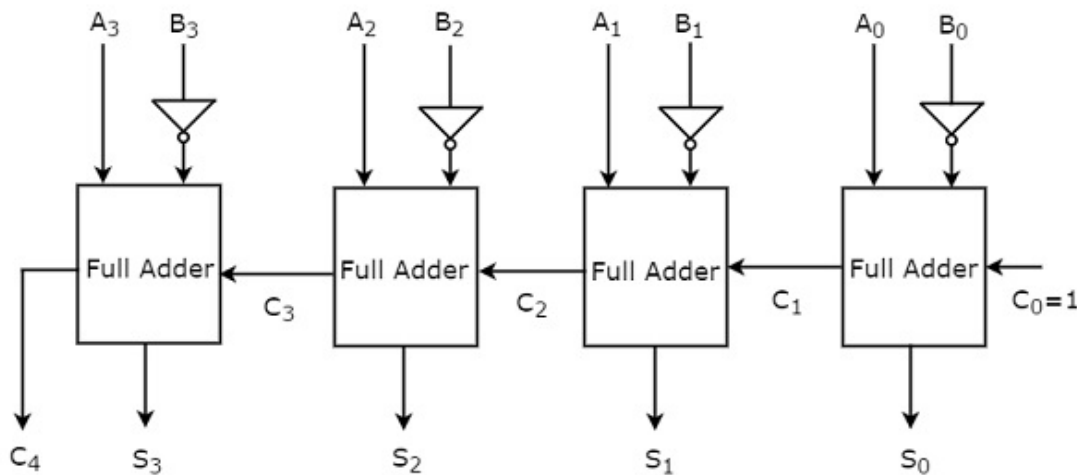 A₃ B₃ A₂ B₂ A₁ B₁ A₀ B₀
Full Adder Full Adder Full Adder Full Adder
C₃ C₂ C₁ C₀=1
C₄ S₃ S₂ S₁ S₀